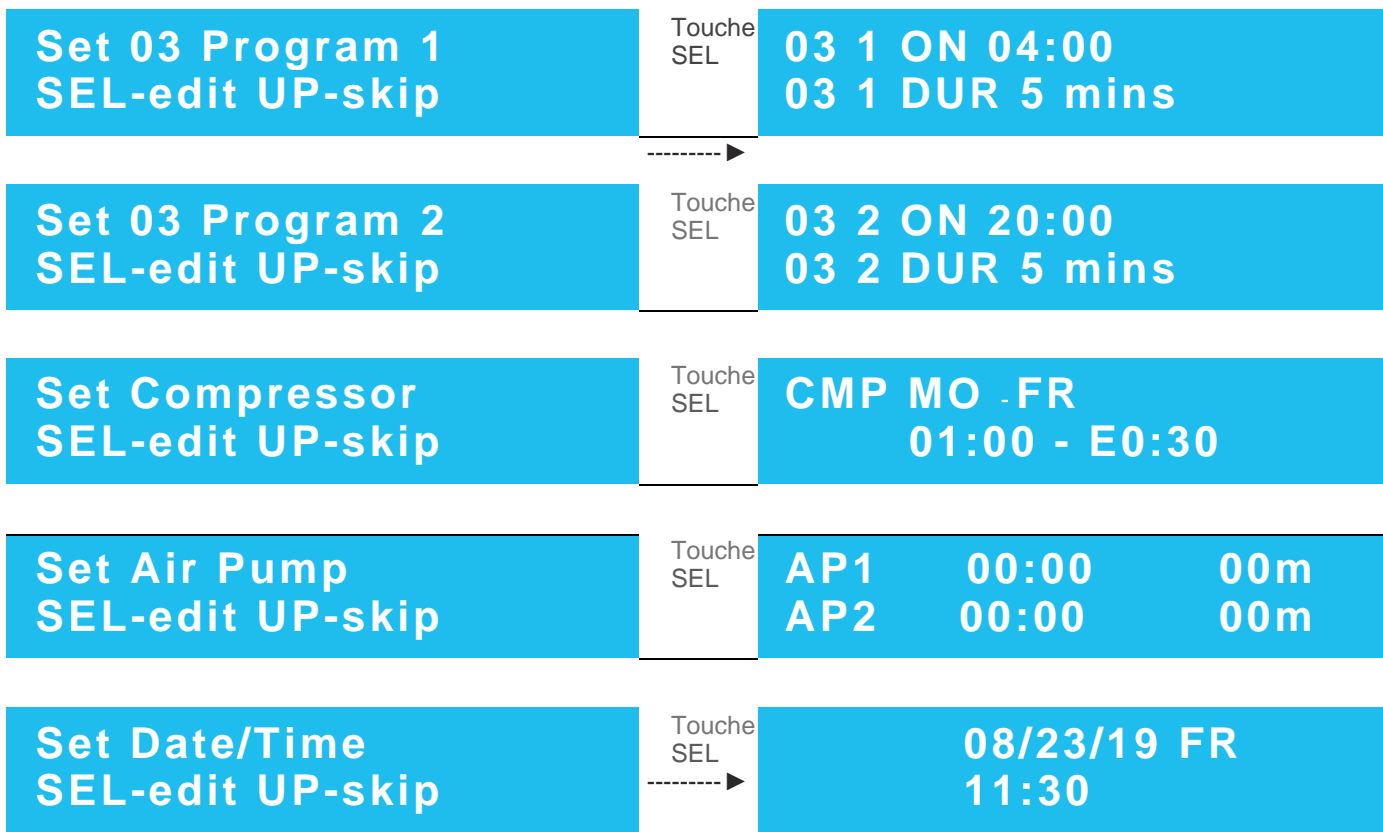 Set 03 Program 1
SEL-edit UP-skip
Touche
SEL
03 1 ON 04:00
03 1 DUR 5 mins
--------- ►
Set 03 Program 2
SEL-edit UP-skip
Touche
SEL
03 2 ON 20:00
03 2 DUR 5 mins
Set Compressor
SEL-edit UP-skip
Touche
SEL
CMP MO - FR
01:00 - E0:30
Set Air Pump
SEL-edit UP-skip
Touche
SEL
AP1 00:00 00m
AP2 00:00 00m
Set Date/Time
SEL-edit UP-skip
Touche
SEL
--------- ►
08/23/19 FR
11:30